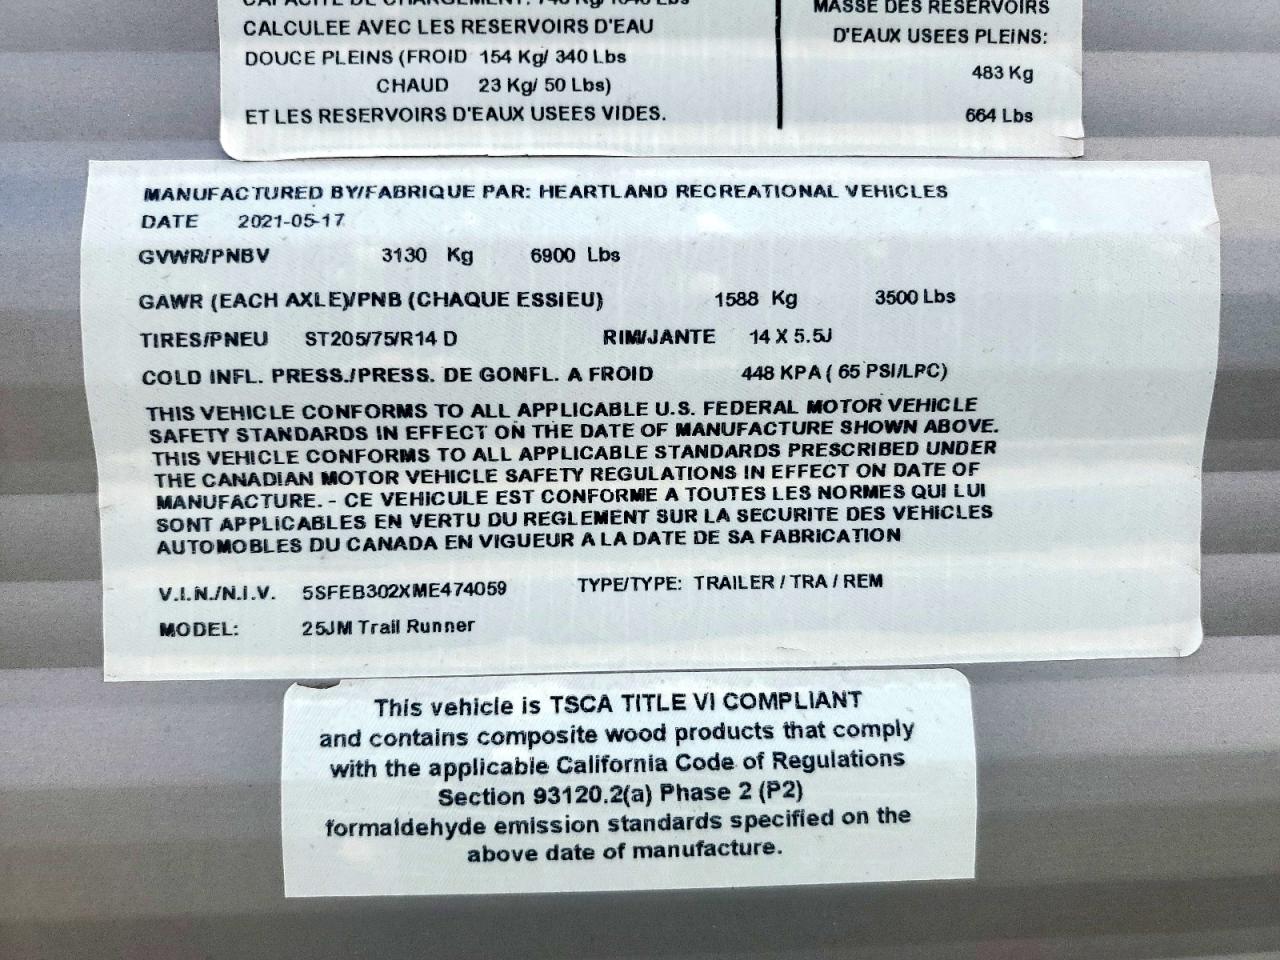 CAPACITE DE CHARGEMENT: 748 Kg/ 1648 Lbs
CALCULEE AVEC LES RESERVOIRS D'EAU
DOUCE PLEINS (FROID 154 Kg/ 340 Lbs
CHAUD 23 Kg/ 50 Lbs)
ET LES RESERVOIRS D'EAUX USEES VIDES.
MASSE DES RESERVOIRS
D'EAUX USEES PLEINS:
483 Kg
664 Lbs
MANUFACTURED BY/FABRIQUE PAR: HEARTLAND RECREATIONAL VEHICLES
DATE 2021-05-17
GVWR/PNBV 3130 Kg 6900 Lbs
GAWR (EACH AXLE)/PNB (CHAQUE ESSIEU) 1588 Kg 3500 Lbs
TIRES/PNEU ST205/75/R14 D RIM/JANTE 14 X 5.5J
COLD INFL. PRESS./PRESS. DE GONFL. A FROID 448 KPA ( 65 PSI/LPC)
THIS VEHICLE CONFORMS TO ALL APPLICABLE U.S. FEDERAL MOTOR VEHICLE
SAFETY STANDARDS IN EFFECT ON THE DATE OF MANUFACTURE SHOWN ABOVE.
THIS VEHICLE CONFORMS TO ALL APPLICABLE STANDARDS PRESCRIBED UNDER
THE CANADIAN MOTOR VEHICLE SAFETY REGULATIONS IN EFFECT ON DATE OF
MANUFACTURE. - CE VEHICULE EST CONFORME A TOUTES LES NORMES QUI LUI
SONT APPLICABLES EN VERTU DU REGLEMENT SUR LA SECURITE DES VEHICLES
AUTOMOBLES DU CANADA EN VIGUEUR A LA DATE DE SA FABRICATION
V.I.N./N.I.V. 5SFEB302XME474059 TYPE/TYPE: TRAILER / TRA / REM
MODEL: 25JM Trail Runner
This vehicle is TSCA TITLE VI COMPLIANT
and contains composite wood products that comply
with the applicable California Code of Regulations
Section 93120.2(a) Phase 2 (P2)
formaldehyde emission standards specified on the
above date of manufacture.